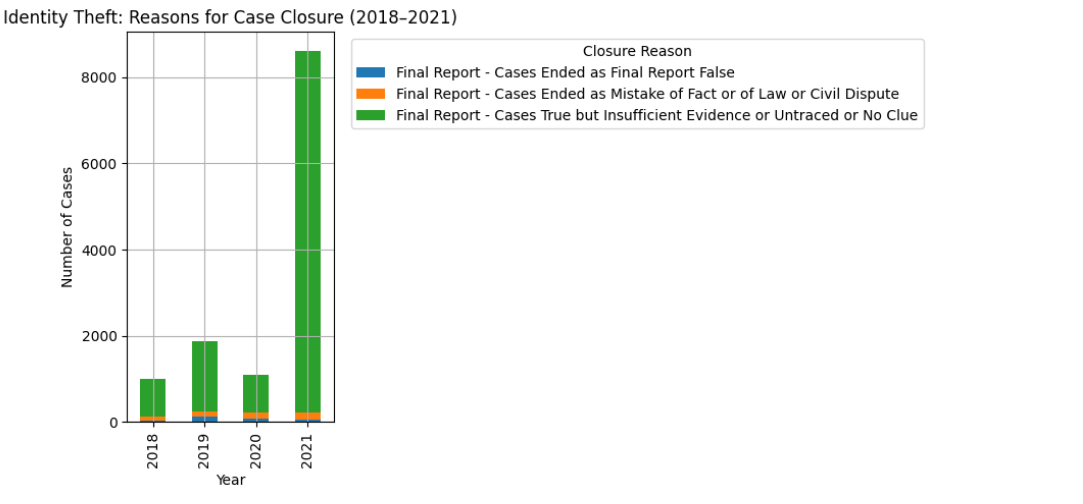 Identity Theft: Reasons for Case Closure (2018–2021)
Closure Reason
Final Report - Cases Ended as Final Report False
Final Report - Cases Ended as Mistake of Fact or of Law or Civil Dispute
Final Report - Cases True but Insufficient Evidence or Untraced or No Clue
Number of Cases
8000
6000
4000
2000
0
2018
2019
2020
2021
Year